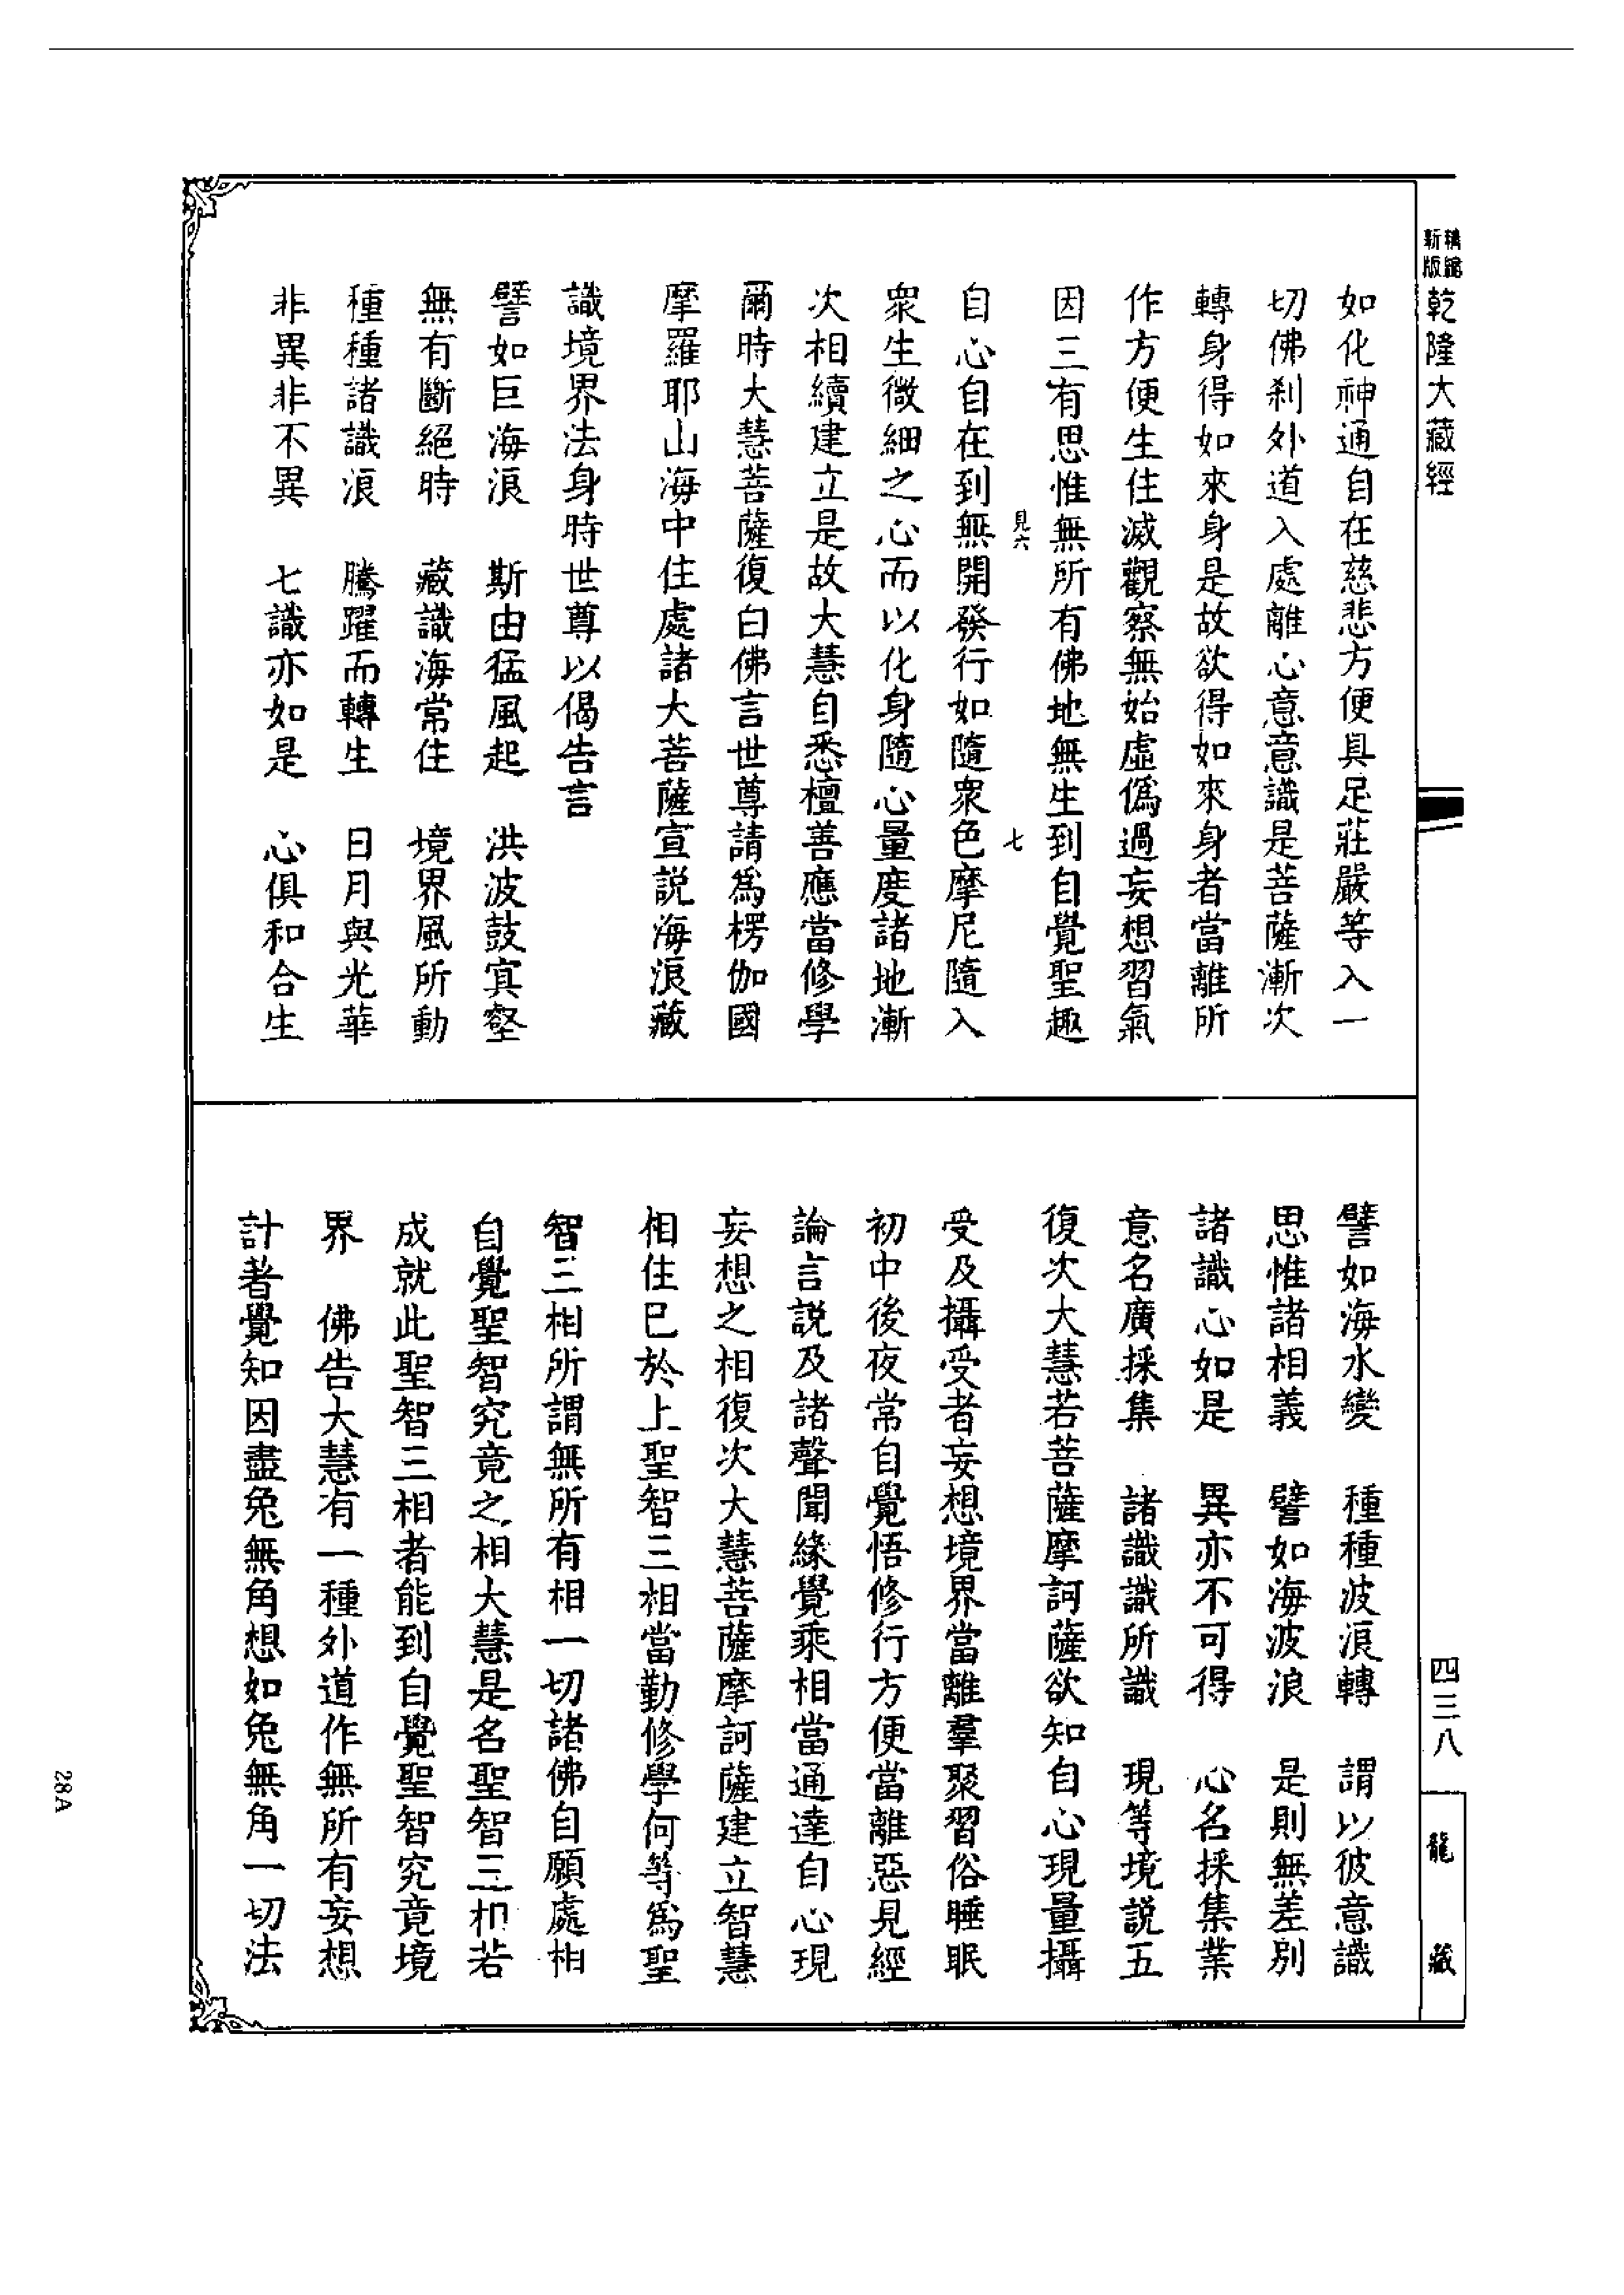 新版精縮乾隆大藏經
如化神通自在慈悲方便具足莊嚴等入一
切佛刹外道入處離心意意識是菩薩漸次
轉身得如來身是故欲得如來身者當離所
作方便生住滅觀察無始虛僞過妄想習氣
因三有思惟無所有佛地無生到自覺聖趣
見六 七
自心自在到無開發行如隨衆色摩尼隨入
衆生微細之心而以化身隨心量度諸地漸
次相續建立是故大慧自悉檀善應當修學
爾時大慧菩薩復白佛言世尊請爲楞伽國
摩羅耶山海中住處諸大菩薩宣説海浪藏
識境界法身時世尊以偈告言
譬如巨海浪 斯由猛風起 洪波鼓㝠壑
無有斷絕時 藏識海常住 境界風所動
種種諸識浪 騰躍而轉生 日月與光華
非異非不異 七識亦如是 心俱和合生
譬如海水變 種種波浪轉 謂以彼意識
思惟諸相義 譬如海波浪 是則無差別
諸識心如是 異亦不可得 心名採集業
意名廣採集 諸識識所識 現等境説五
復次大慧若菩薩摩訶薩欲知自心現量攝
受及攝受者妄想境界當離羣聚習俗睡眠
初中後夜常自覺悟修行方便當離惡見經
論言説及諸聲聞緣覺乘相當通達自心現
妄想之相復次大慧菩薩摩訶薩建立智慧
相住已於上聖智三相當勤修學何等爲聖
智三相所謂無所有相一切諸佛自願處相
自覺聖智究竟之相大慧是名聖智三相若
成就此聖智三相者能到自覺聖智究竟境
界 佛告大慧有一種外道作無所有妄想
計著覺知因盡兔無角想如兔無角一切法
四三八
龍藏
28A